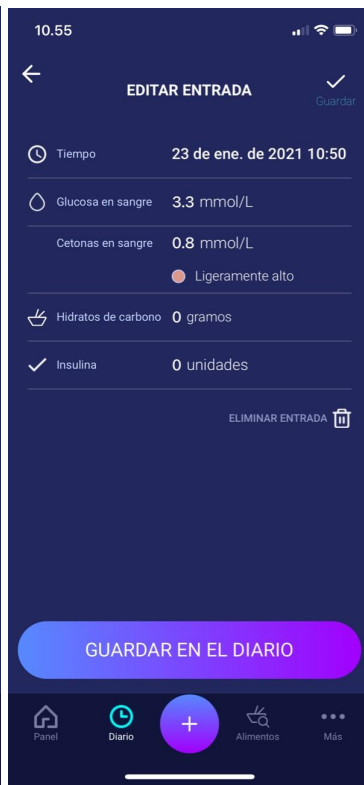 10.55
EDITAR ENTRADA
Guardar
Tiempo 23 de ene. de 2021 10:50
Glucosa en sangre 3.3 mmol/L
Cetonas en sangre 0.8 mmol/L
Ligeramente alto
Hidratos de carbono 0 gramos
Insulina 0 unidades
ELIMINAR ENTRADA
GUARDAR EN EL DIARIO
Panel Diario Alimentos Más